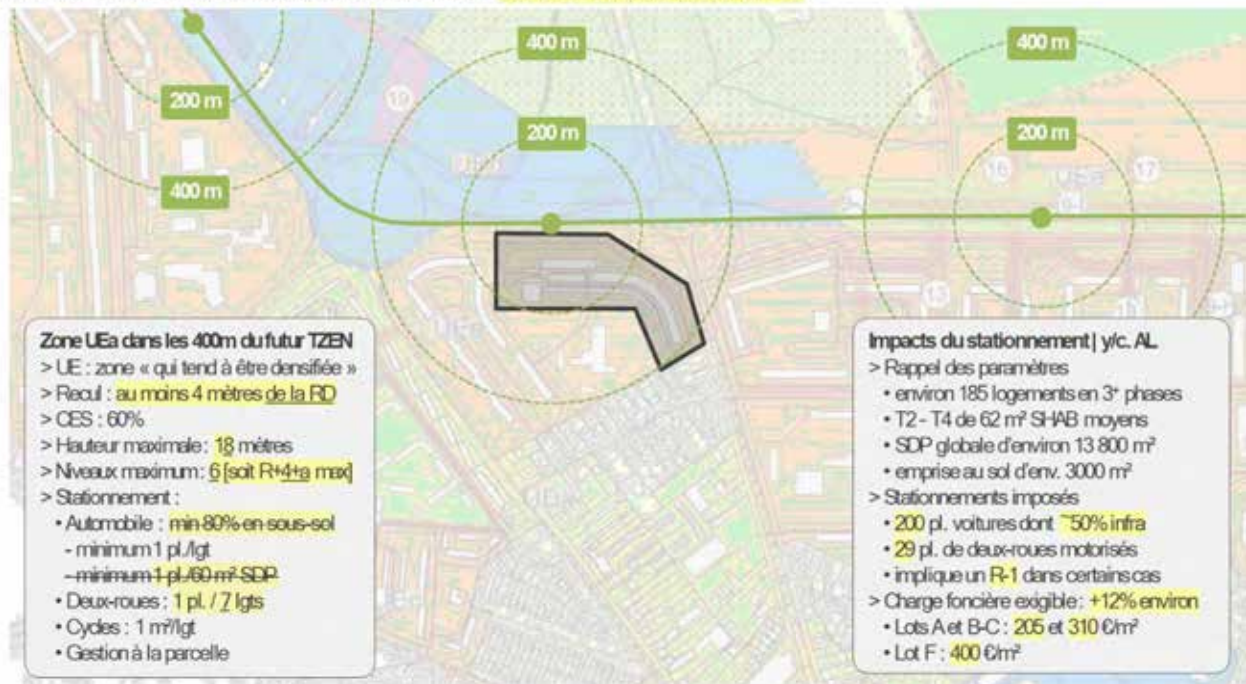 400 m
400 m
200 m
200 m
200 m
400 m
19
16
17
UEa
Zone UEa dans les 400m du futur TZEN
> UE : zone « qui tend à être densifiée »
> Recul : au moins 4 mètres de la RD
> CES : 60%
> Hauteur maximale : 18 mètres
> Niveaux maximum : 6 [soit R+4+a max]
> Stationnement :
• Automobile : min 80% en sous-sol
- minimum 1 pl./lgt
- minimum 1 pl./60 m² SDP
• Deux-roues : 1 pl. / 7 lgts
• Cycles : 1 m²/lgt
• Gestion à la parcelle
Impacts du stationnement | y/c. AL
> Rappel des paramètres
• environ 185 logements en 3+ phases
• T2 - T4 de 62 m² SHAB moyens
• SDP globale d'environ 13 800 m²
• emprise au sol d'env. 3000 m²
> Stationnements imposés
• 200 pl. voitures dont ~50% infra
• 29 pl. de deux-roues motorisés
• implique un R-1 dans certains cas
> Charge foncière exigible : +12% environ
• Lots A et B-C : 205 et 310 €/m²
• Lot F : 400 €/m²